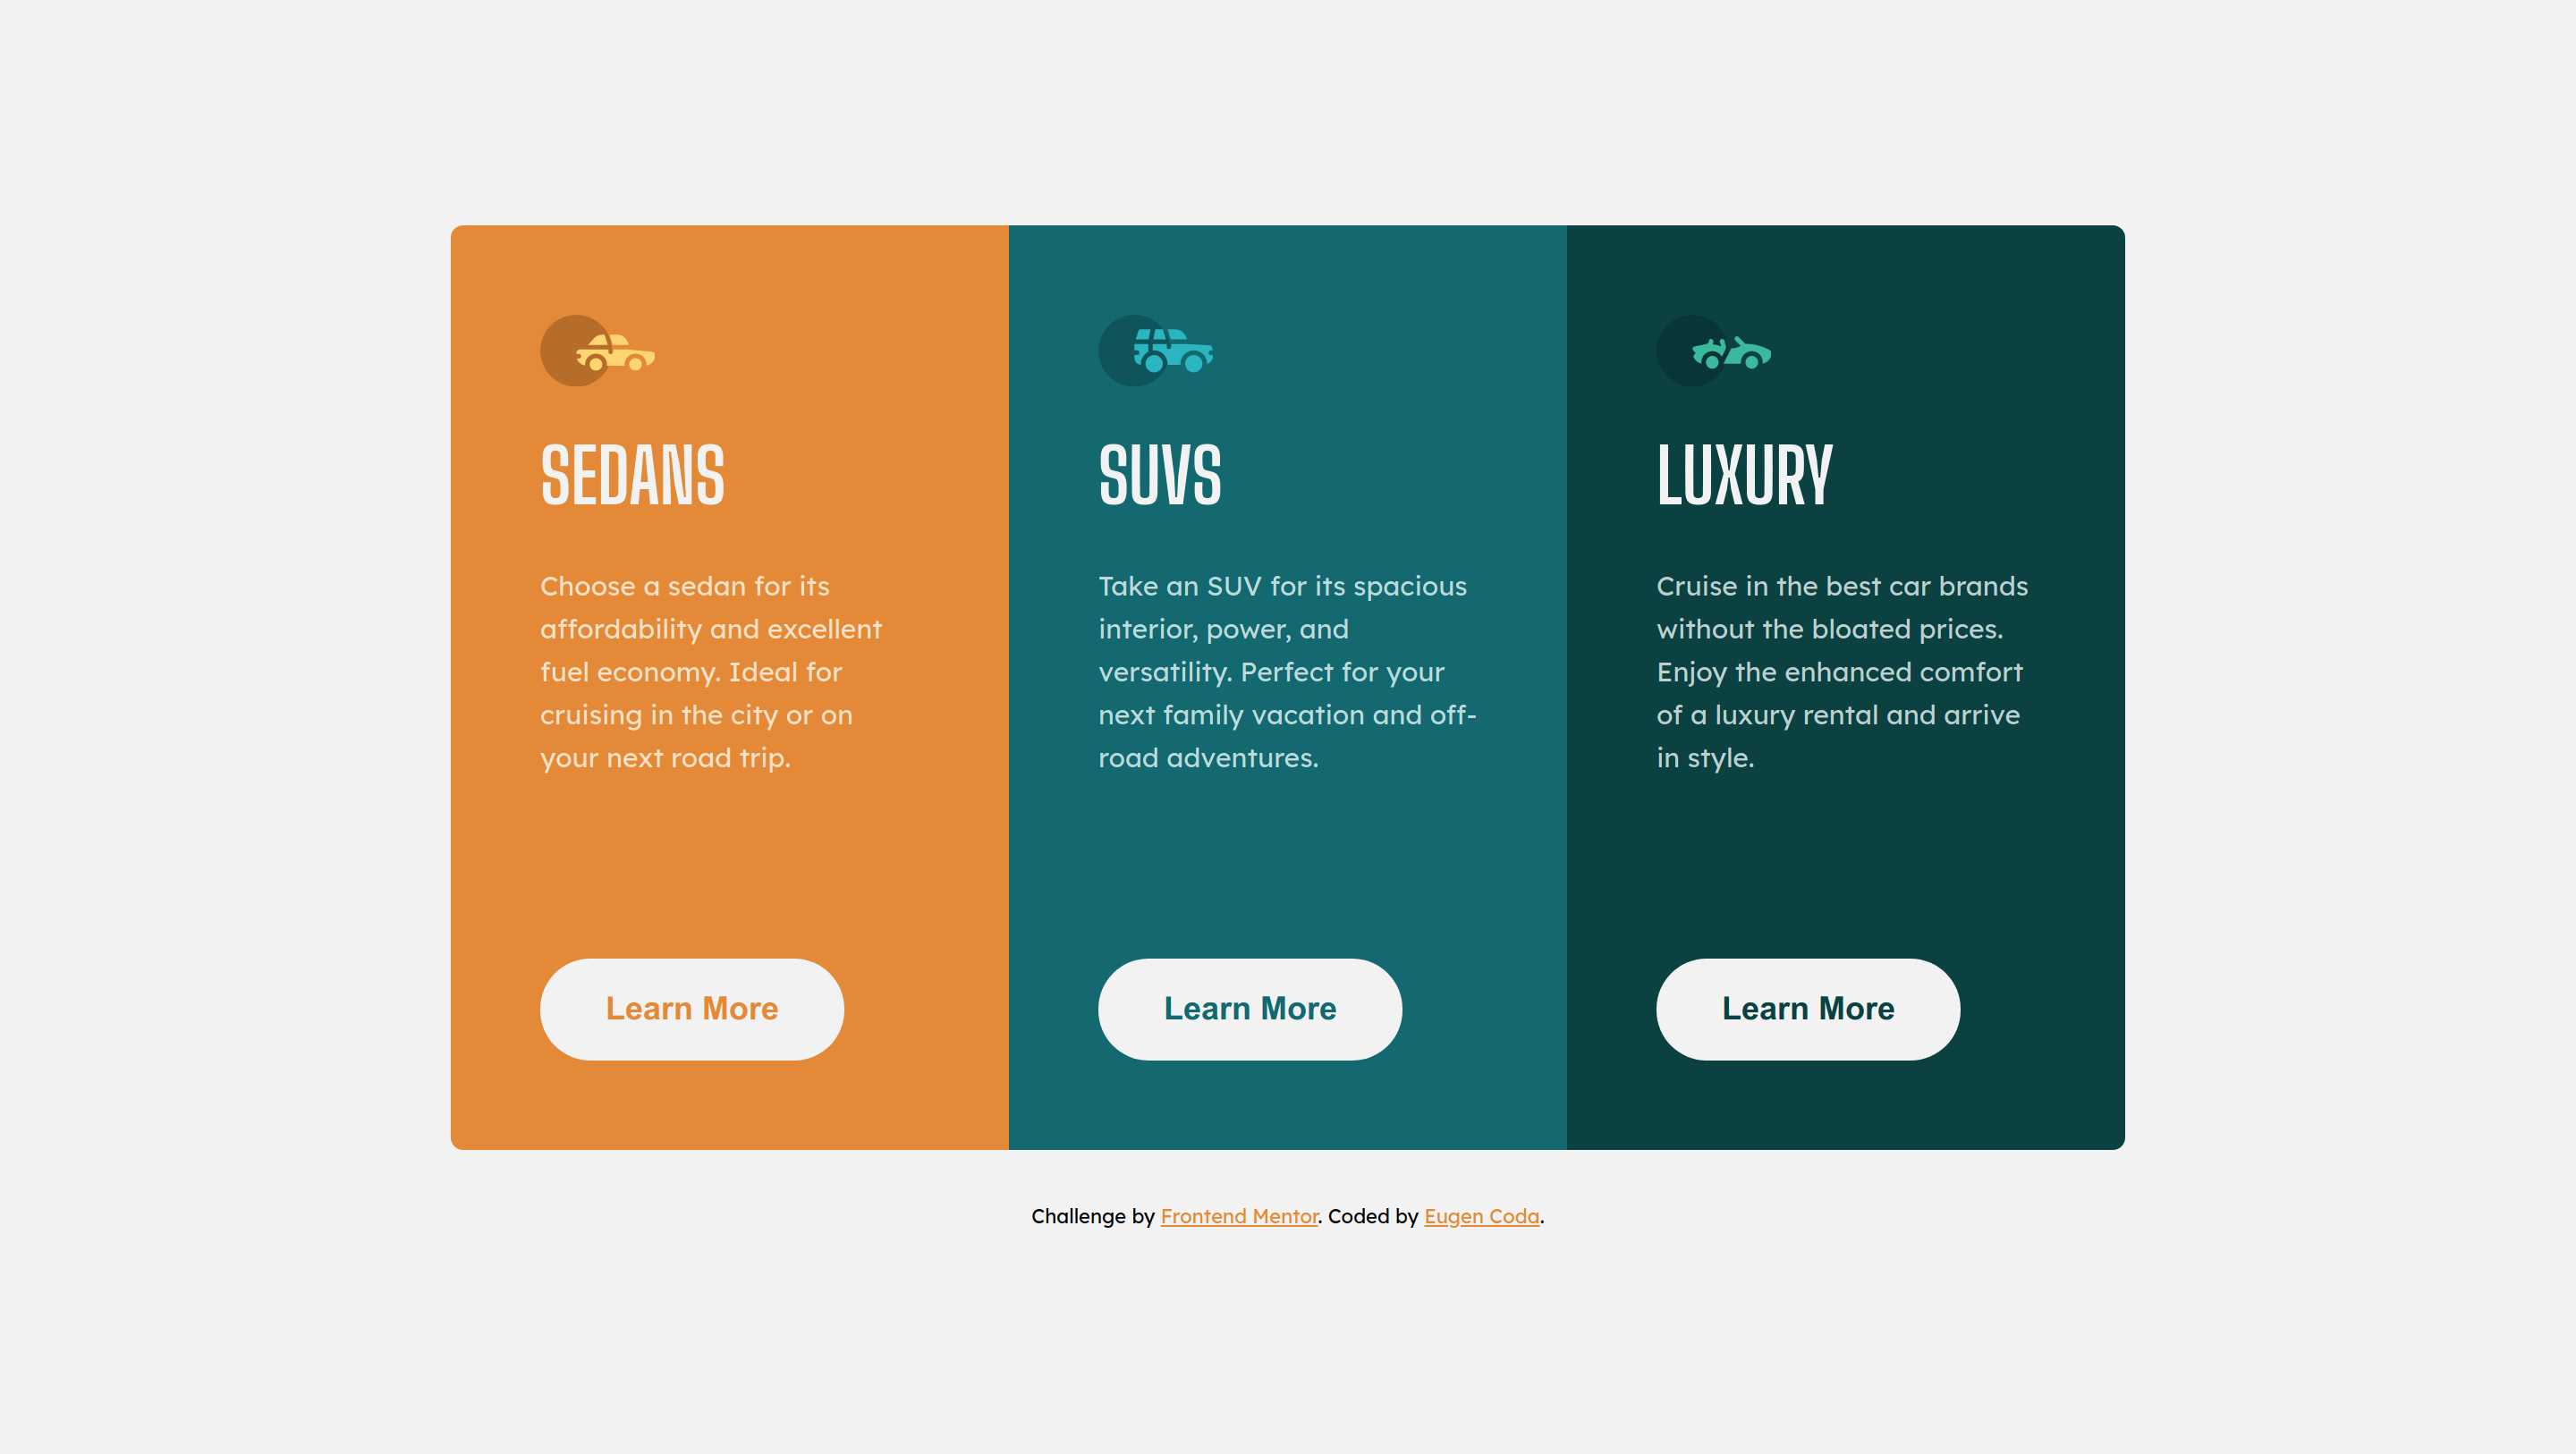 SEDANS
Choose a sedan for its
affordability and excellent
fuel economy. Ideal for
cruising in the city or on
your next road trip.
Learn More
SUVS
Take an SUV for its spacious
interior, power, and
versatility. Perfect for your
next family vacation and off-
road adventures.
Learn More
LUXURY
Cruise in the best car brands
without the bloated prices.
Enjoy the enhanced comfort
of a luxury rental and arrive
in style.
Learn More
Challenge by Frontend Mentor. Coded by Eugen Coda.